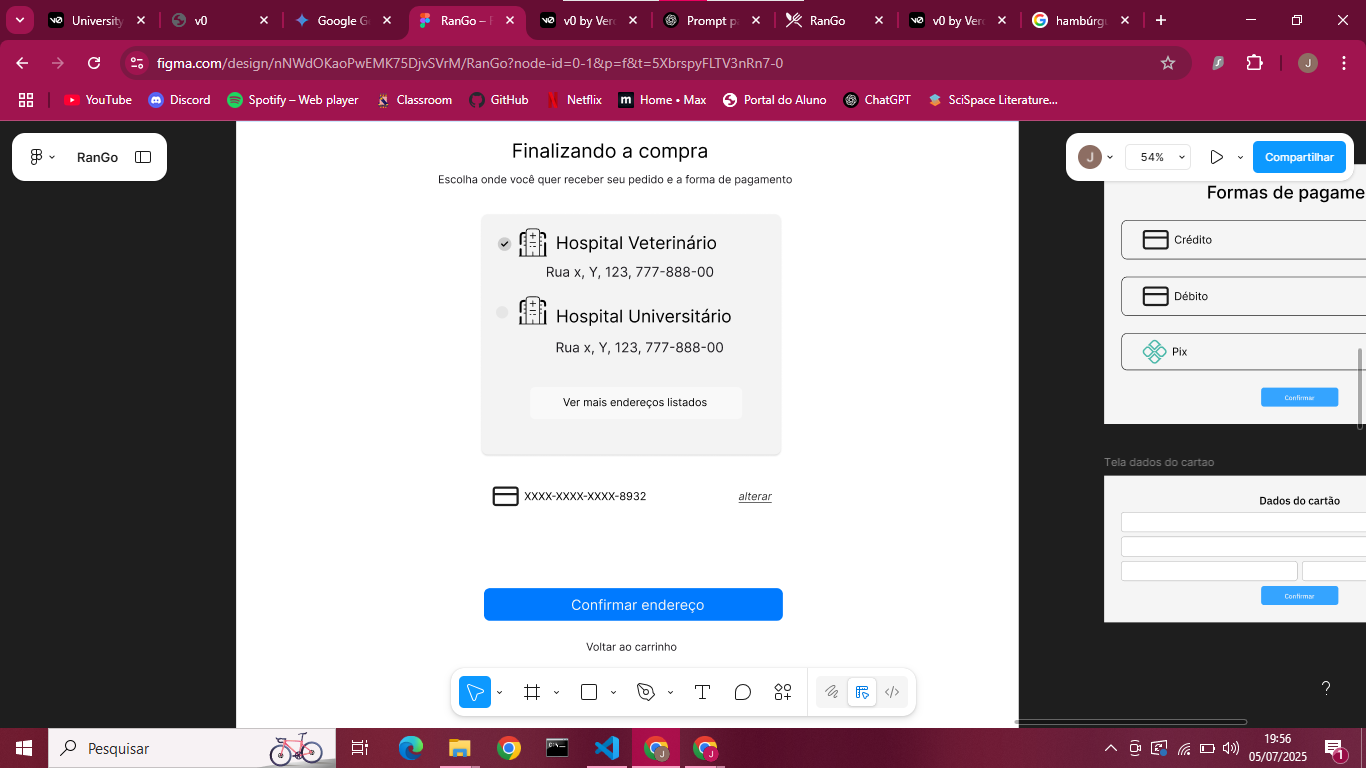 University
v0
Google G
RanGo – F
v0 by Verc
Prompt pa
RanGo
v0 by Verc
hambúrgu
figma.com/design/nNWdOKaoPwEMK75DjvSVrM/RanGo?node-id=0-1&p=f&t=5XbrspyFLTV3nRn7-0
J
YouTube
Discord
Spotify – Web player
Classroom
GitHub
Netflix
Home • Max
Portal do Aluno
ChatGPT
SciSpace Literature...
RanGo
J
54%
Compartilhar
Finalizando a compra
Escolha onde você quer receber seu pedido e a forma de pagamento
Hospital Veterinário
Rua x, Y, 123, 777-888-00
Hospital Universitário
Rua x, Y, 123, 777-888-00
Ver mais endereços listados
XXXX-XXXX-XXXX-8932
alterar
Confirmar endereço
Voltar ao carrinho
Formas de pagame
Crédito
Débito
Pix
Confirmar
Tela dados do cartao
Dados do cartão
Confirmar
?
Pesquisar
19:56
05/07/2025
1